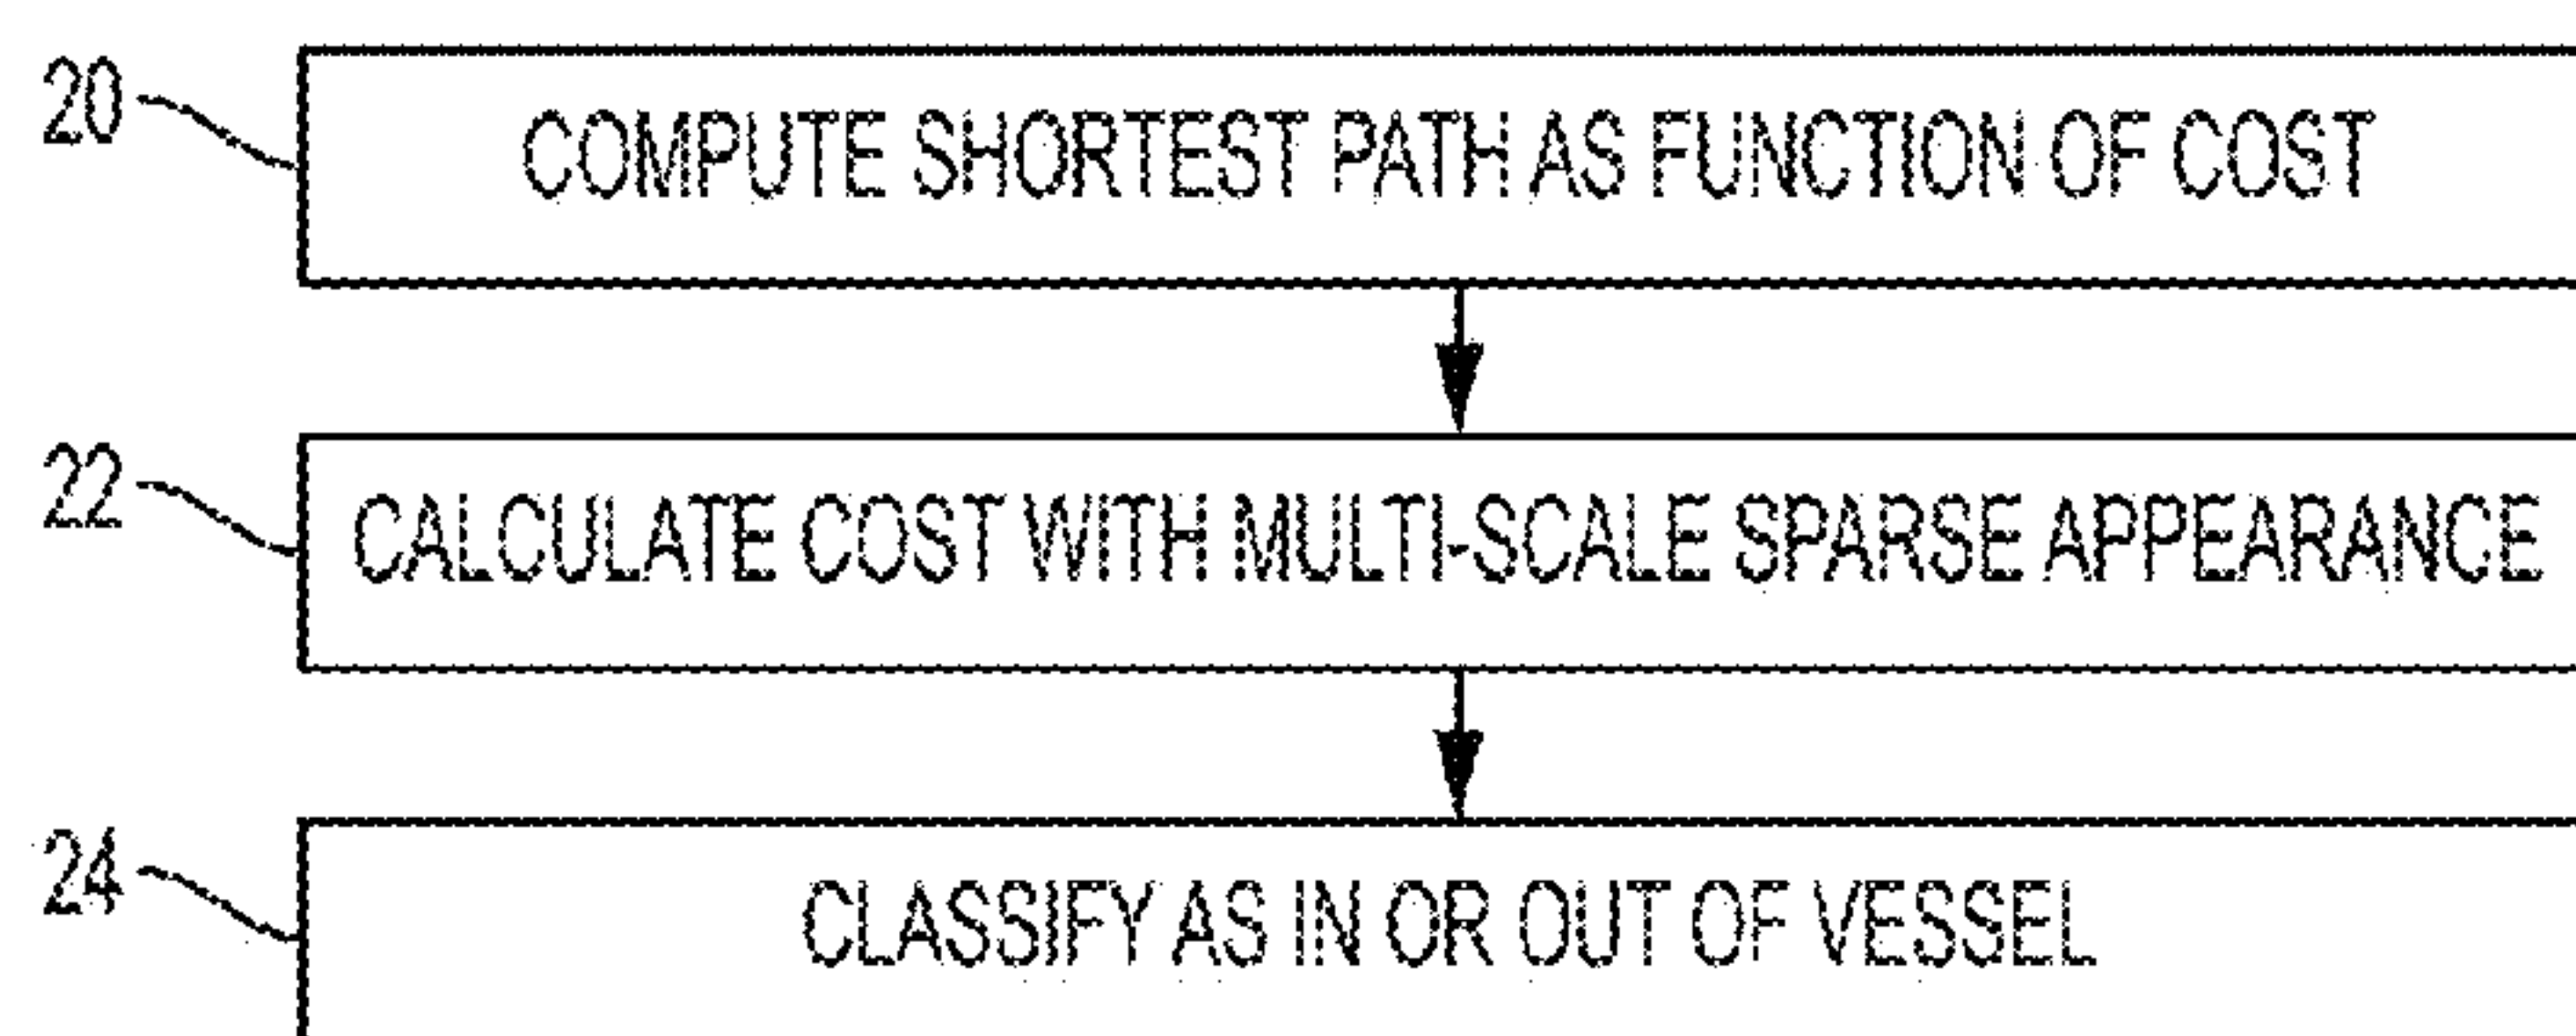 20
COMPUTE SHORTEST PATH AS FUNCTION OF COST
22
CALCULATE COST WITH MULTI-SCALE SPARSE APPEARANCE
24
CLASSIFY AS IN OR OUT OF VESSEL